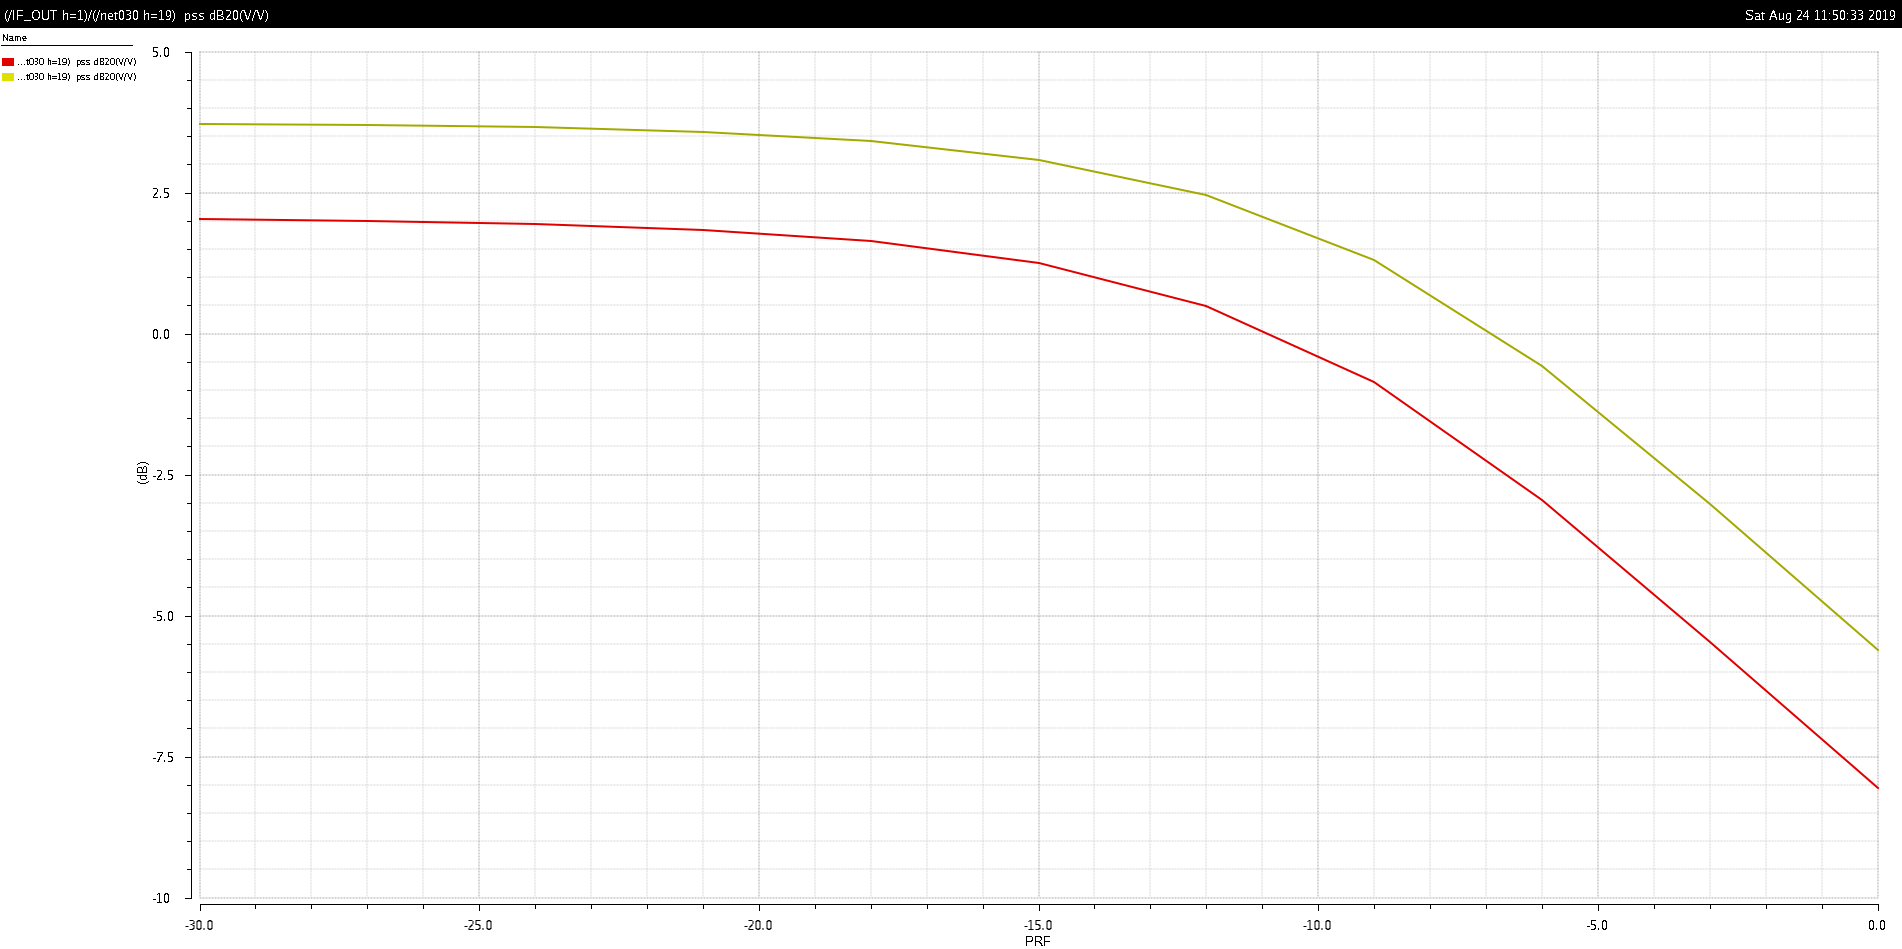 (/IF_OUT h=1)/(/net030 h=19) pss dB20(V/V)
Sat Aug 24 11:50:33 2019
Name
...t030 h=19) pss dB20(V/V)
...t030 h=19) pss dB20(V/V)
5.0
2.5
0.0
-2.5
-5.0
-7.5
-10
(dB)
-30.0 -25.0 -20.0 -15.0 -10.0 -5.0 0.0
PRF